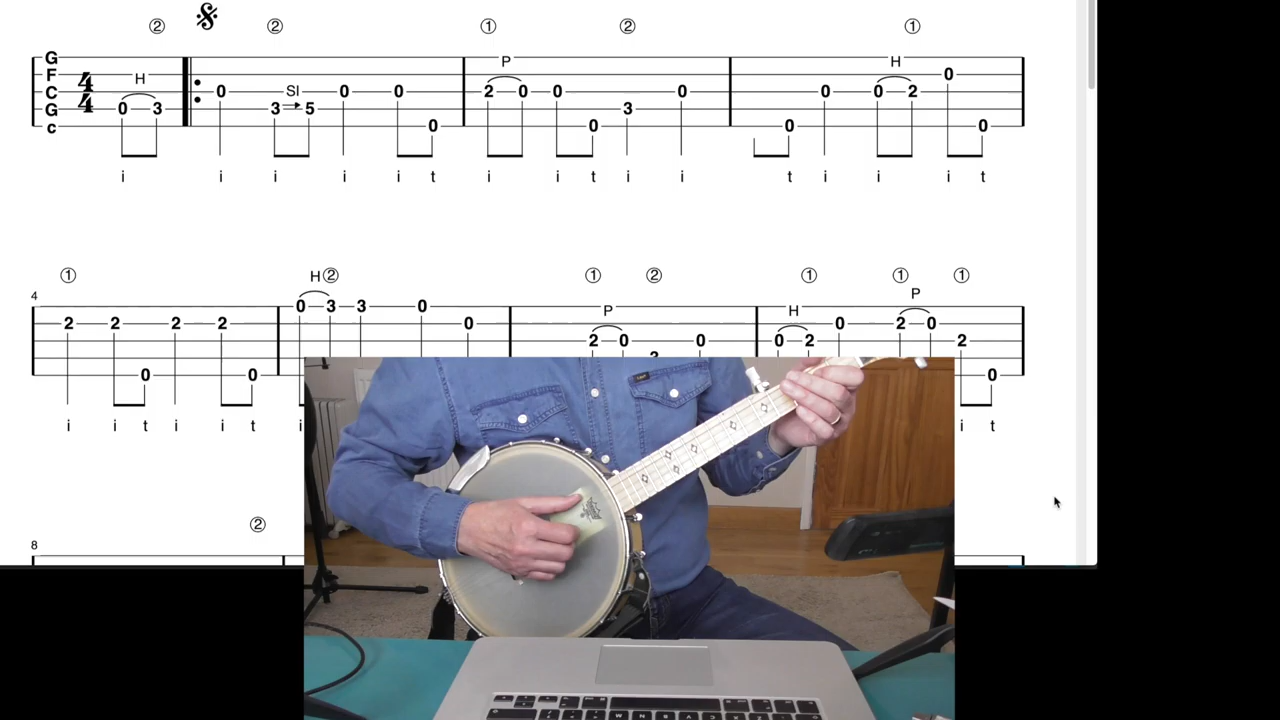 ② ② ① ② ①
G
F
C
G
c
4
4
H SI P H
0 3 0 3 5 0 0 0 2 0 0 0 3 0 0 0 0 2 0 0
i i i i i t i i t i i t i i i t
① H② ① ② ① ① ①
4
P H P
2 2 0 2 2 0 0 3 3 0 0 2 0 0 0 2 0 2 0 2 0
i i t i i t i i t
②
8